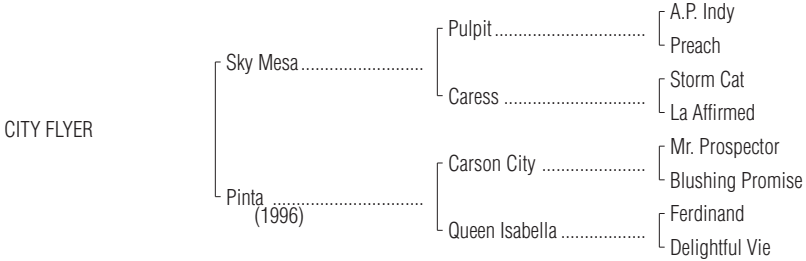 A.P. Indy
Pulpit..............................
Preach
Sky Mesa........................
Storm Cat
Caress ............................
La Affirmed
CITY FLYER
Mr. Prospector
Carson City .....................
Blushing Promise
Pinta ..............................
(1996)
Ferdinand
Queen Isabella .................
Delightful Vie